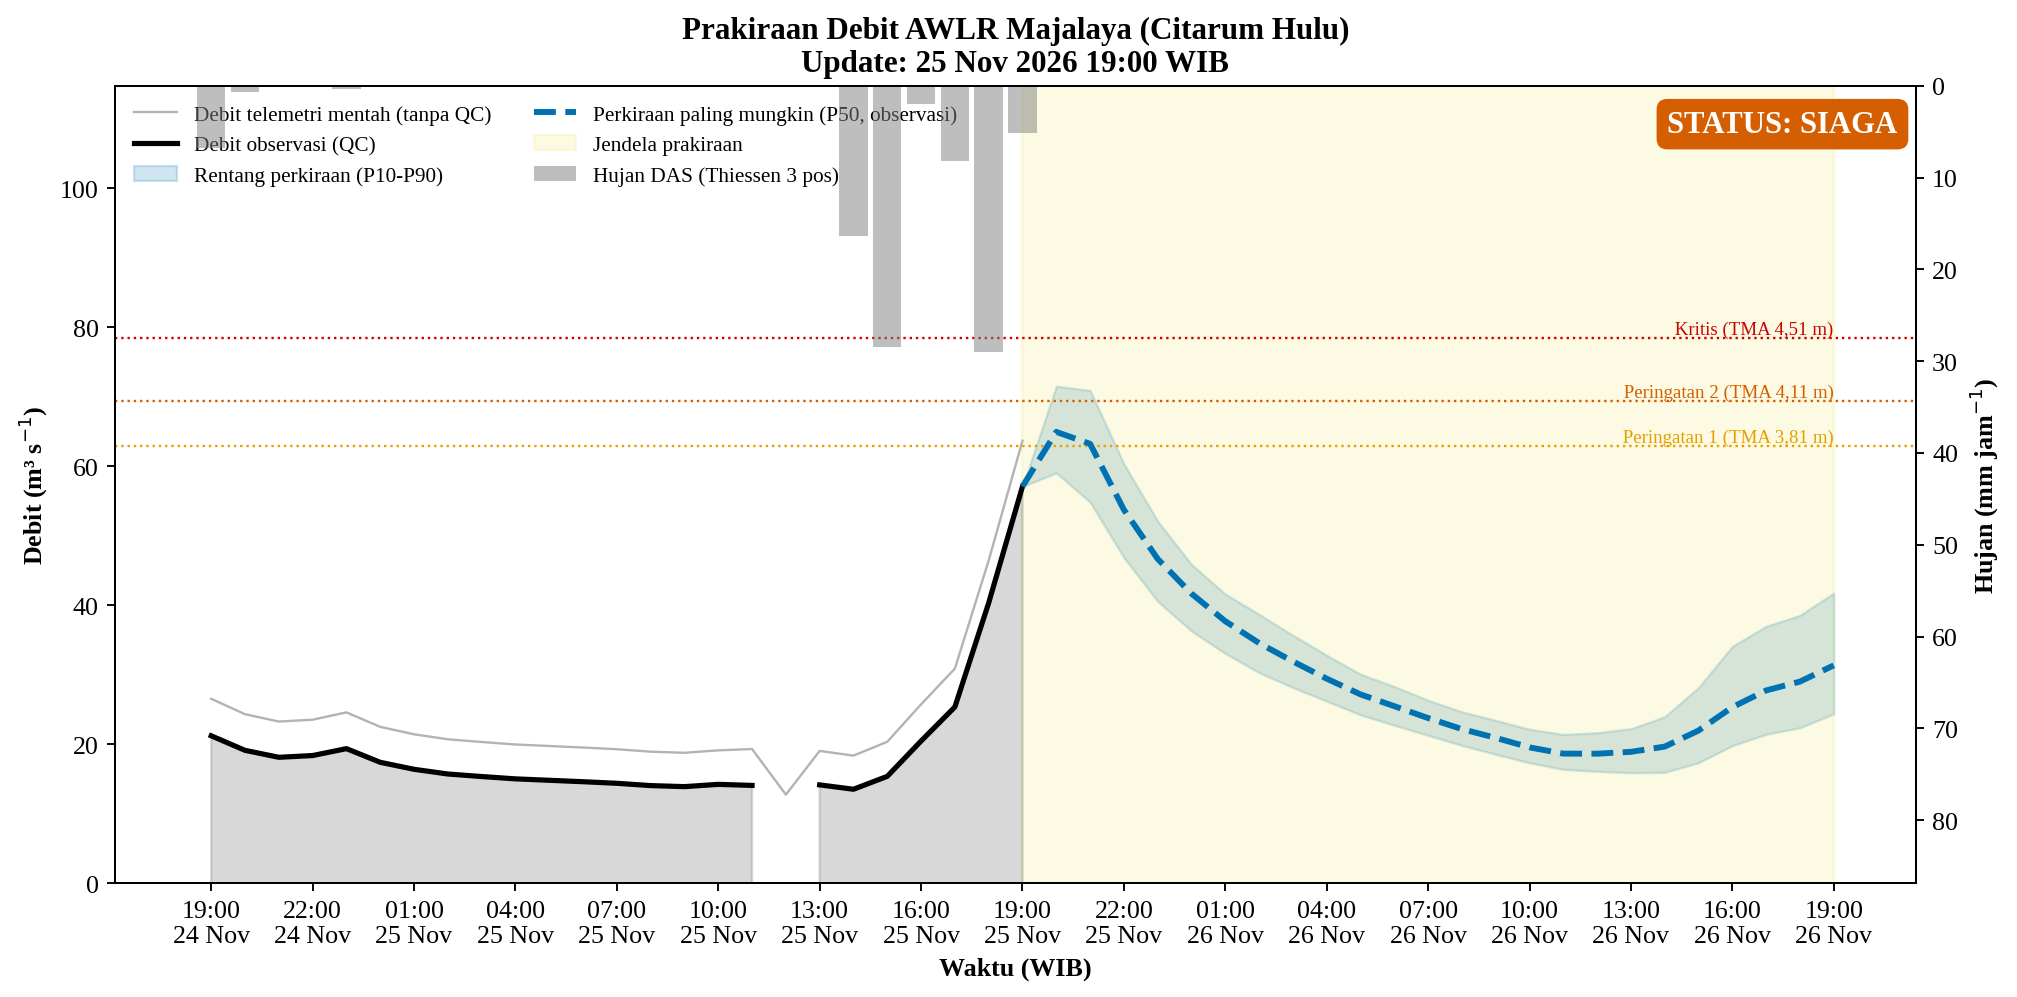 Prakiraan Debit AWLR Majalaya (Citarum Hulu)
Update: 25 Nov 2026 19:00 WIB
Debit telemetri mentah (tanpa QC)
Debit observasi (QC)
Rentang perkiraan (P10-P90)
Perkiraan paling mungkin (P50, observasi)
Jendela prakiraan
Hujan DAS (Thiessen 3 pos)
STATUS: SIAGA
Kritis (TMA 4,51 m)
Peringatan 2 (TMA 4,11 m)
Peringatan 1 (TMA 3,81 m)
Debit (m³ s⁻¹)
100
80
60
40
20
0
Hujan (mm jam⁻¹)
0
10
20
30
40
50
60
70
80
19:00 22:00 01:00 04:00 07:00 10:00 13:00 16:00 19:00 22:00 01:00 04:00 07:00 10:00 13:00 16:00 19:00
24 Nov 24 Nov 25 Nov 25 Nov 25 Nov 25 Nov 25 Nov 25 Nov 25 Nov 25 Nov 26 Nov 26 Nov 26 Nov 26 Nov 26 Nov 26 Nov 26 Nov
Waktu (WIB)